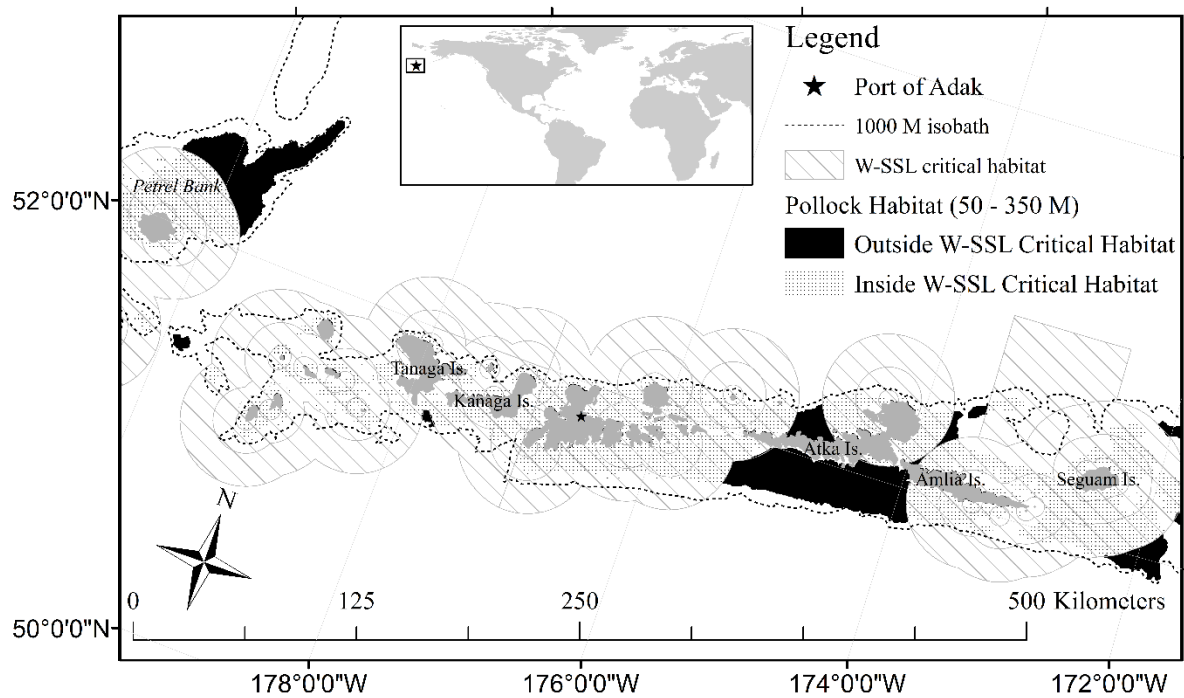 Legend
Port of Adak
1000 M isobath
W-SSL critical habitat
Pollock Habitat (50 - 350 M)
Outside W-SSL Critical Habitat
Inside W-SSL Critical Habitat
52°0'0"N
Petrel Bank
Tanaga Is.
Kanaga Is.
Atka Is.
Amlia Is.
Seguam Is.
N
0 125 250 500 Kilometers
50°0'0"N
178°0'0"W 176°0'0"W 174°0'0"W 172°0'0"W